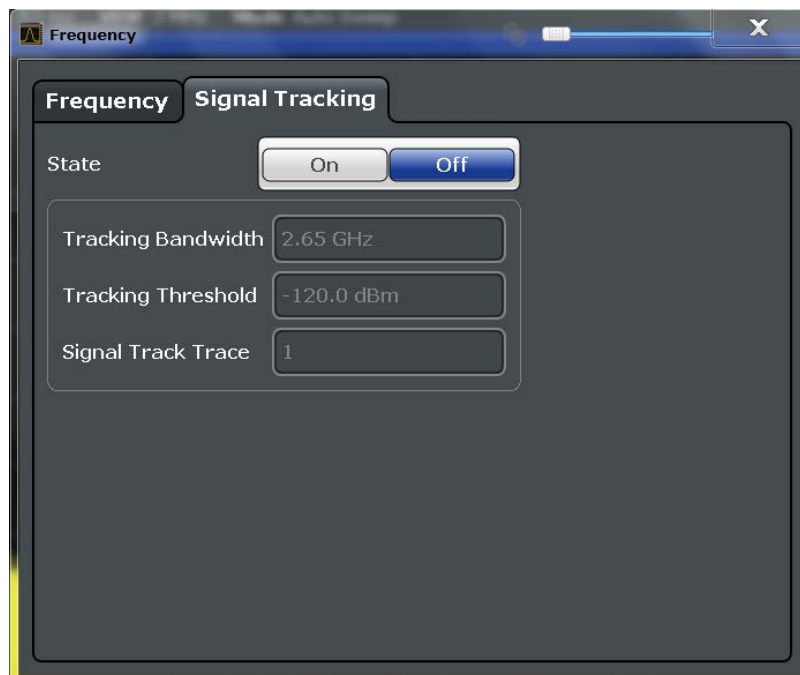 Frequency
X
Frequency Signal Tracking
State On Off
Tracking Bandwidth 2.65 GHz
Tracking Threshold -120.0 dBm
Signal Track Trace 1